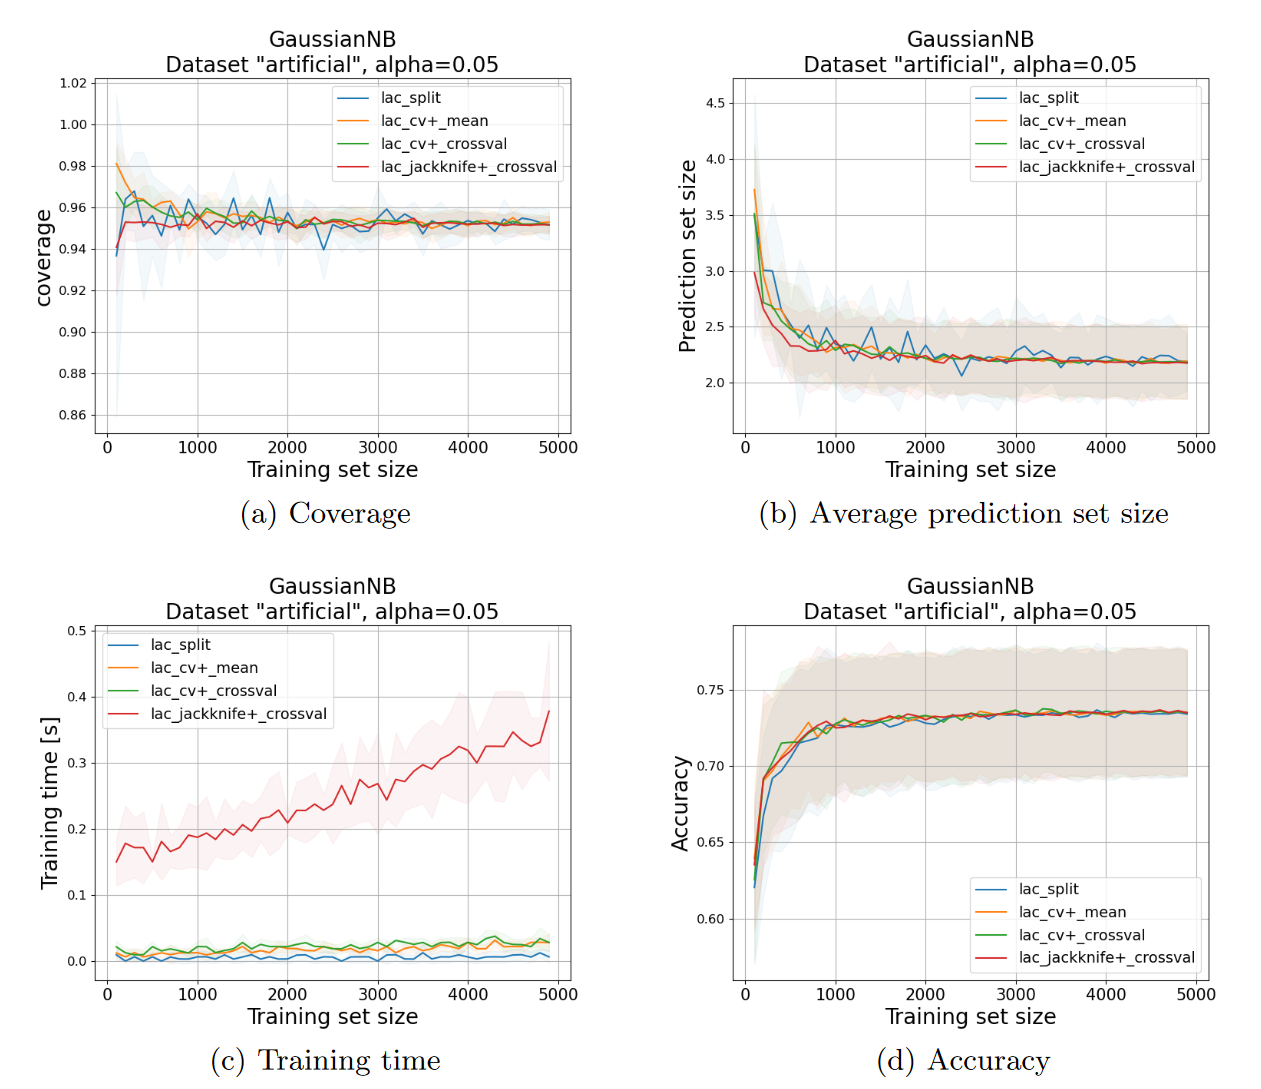 GaussianNB
Dataset "artificial", alpha=0.05
1.02
1.00
0.98
0.96
0.94
0.92
0.90
0.88
0.86
coverage
lac_split
lac_cv+_mean
lac_cv+_crossval
lac_jackknife+_crossval
0 1000 2000 3000 4000 5000
Training set size
(a) Coverage
GaussianNB
Dataset "artificial", alpha=0.05
4.5
4.0
3.5
3.0
2.5
2.0
Prediction set size
lac_split
lac_cv+_mean
lac_cv+_crossval
lac_jackknife+_crossval
0 1000 2000 3000 4000 5000
Training set size
(b) Average prediction set size
GaussianNB
Dataset "artificial", alpha=0.05
0.5
0.4
0.3
0.2
0.1
0.0
Training time [s]
lac_split
lac_cv+_mean
lac_cv+_crossval
lac_jackknife+_crossval
0 1000 2000 3000 4000 5000
Training set size
(c) Training time
GaussianNB
Dataset "artificial", alpha=0.05
0.75
0.70
0.65
0.60
Accuracy
lac_split
lac_cv+_mean
lac_cv+_crossval
lac_jackknife+_crossval
0 1000 2000 3000 4000 5000
Training set size
(d) Accuracy